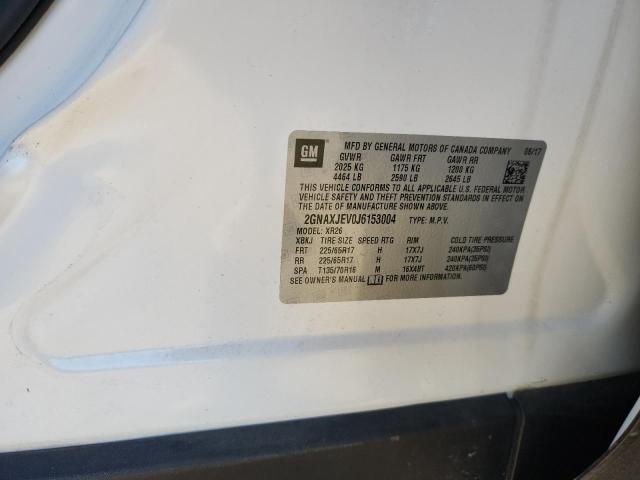 GM
MFD BY GENERAL MOTORS OF CANADA COMPANY 08/17
GVWR GAWR FRT GAWR RR
2025 KG 1175 KG 1200 KG
4464 LB 2590 LB 2645 LB
THIS VEHICLE CONFORMS TO ALL APPLICABLE U.S. FEDERAL MOTOR
VEHICLE SAFETY, AND THEFT PREVENTION STANDARDS IN
EFFECT ON THE DATE OF MANUFACTURE SHOWN ABOVE.
2GNAXJEV0J6153004 TYPE: M.P.V.
MODEL: XR26
XBKJ TIRE SIZE SPEED RTG RIM COLD TIRE PRESSURE
FRT 225/65R17 H 17X7J 240KPA(35PSI)
RR 225/65R17 H 17X7J 240KPA(35PSI)
SPA T135/70R16 M 16X4BT 420KPA(60PSI)
SEE OWNER'S MANUAL